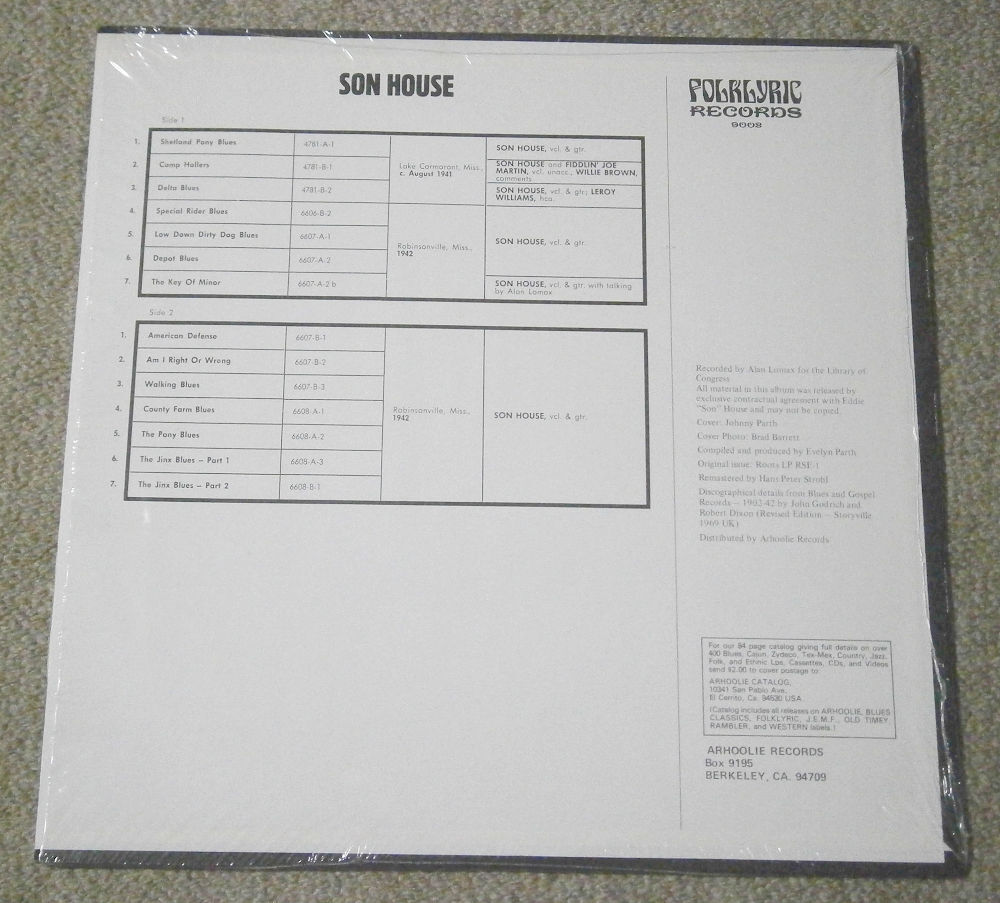 SON HOUSE
Side 1
1. Shetland Pony Blues 4781-A-1 Lake Cormorant, Miss., c. August 1941 SON HOUSE, vcl. & gtr.
2. Camp Hollers 4781-B-1 SON HOUSE and FIDDLIN' JOE MARTIN, vcl. unacc., WILLIE BROWN, comments
3. Delta Blues 4781-B-2 SON HOUSE, vcl. & gtr; LEROY WILLIAMS, hca.
4. Special Rider Blues 6606-B-2 Robinsonville, Miss., 1942 SON HOUSE, vcl. & gtr.
5. Low Down Dirty Dog Blues 6607-A-1
6. Depot Blues 6607-A-2
7. The Key Of Minor 6607-A-2 b SON HOUSE, vcl. & gtr. with talking by Alan Lomax
Side 2
1. American Defense 6607-B-1 Robinsonville, Miss., 1942 SON HOUSE, vcl. & gtr.
2. Am I Right Or Wrong 6607-B-2
3. Walking Blues 6607-B-3
4. County Farm Blues 6608-A-1
5. The Pony Blues 6608-A-2
6. The Jinx Blues – Part 1 6608-A-3
7. The Jinx Blues – Part 2 6608-B-1
FOLKLYRIC
RECORDS
9008
Recorded by Alan Lomax for the Library of
Congress
All material in this album was released by
exclusive contractual agreement with Eddie
"Son" House and may not be copied.
Cover: Johnny Parth
Cover Photo: Brad Barrett
Compiled and produced by Evelyn Parth
Original issue: Roots LP RSE-1
Remastered by Hans Peter Strobl
Discographical details from Blues and Gospel
Records – 1902-42 by John Godrich and
Robert Dixon (Revised Edition – Storyville
1969 UK)
Distributed by Arhoolie Records
For our 84 page catalog giving full details on over
400 Blues, Cajun, Zydeco, Tex-Mex, Country, Jazz,
Folk, and Ethnic Lps, Cassettes, CDs, and Videos
send $2.00 to cover postage to:
ARHOOLIE CATALOG,
10341 San Pablo Ave,
El Cerrito, Ca. 94530 USA.
(Catalog includes all releases on ARHOOLIE, BLUES
CLASSICS, FOLKLYRIC, J.E.M.F., OLD TIMEY
RAMBLER, and WESTERN labels.)
ARHOOLIE RECORDS
Box 9195
BERKELEY, CA. 94709